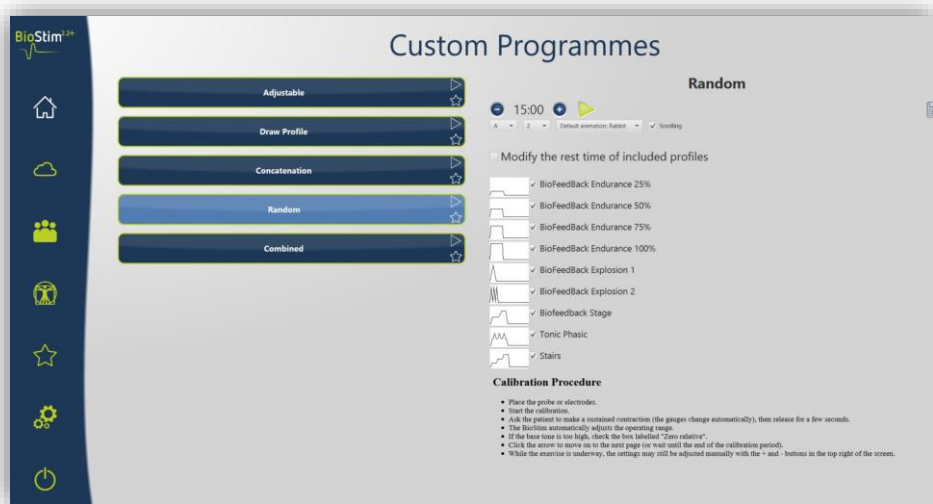 BioStim2.2+
Custom Programmes
Adjustable
Draw Profile
Concatenation
Random
Combined
Random
15:00
A 2 Default animation: Rabbit ✓ Scrolling
Modify the rest time of included profiles
✓ BioFeedBack Endurance 25%
✓ BioFeedBack Endurance 50%
✓ BioFeedBack Endurance 75%
✓ BioFeedBack Endurance 100%
✓ BioFeedBack Explosion 1
✓ BioFeedBack Explosion 2
✓ Biofeedback Stage
✓ Tonic Phasic
✓ Stairs
Calibration Procedure
• Place the probe or electrodes.
• Start the calibration.
• Ask the patient to make a sustained contraction (the gauges change automatically), then release for a few seconds.
• The BioStim automatically adjusts the operating range.
• If the base tone is too high, check the box labelled "Zero relative".
• Click the arrow to move on to the next page (or wait until the end of the calibration period).
• While the exercise is underway, the settings may still be adjusted manually with the + and - buttons in the top right of the screen.